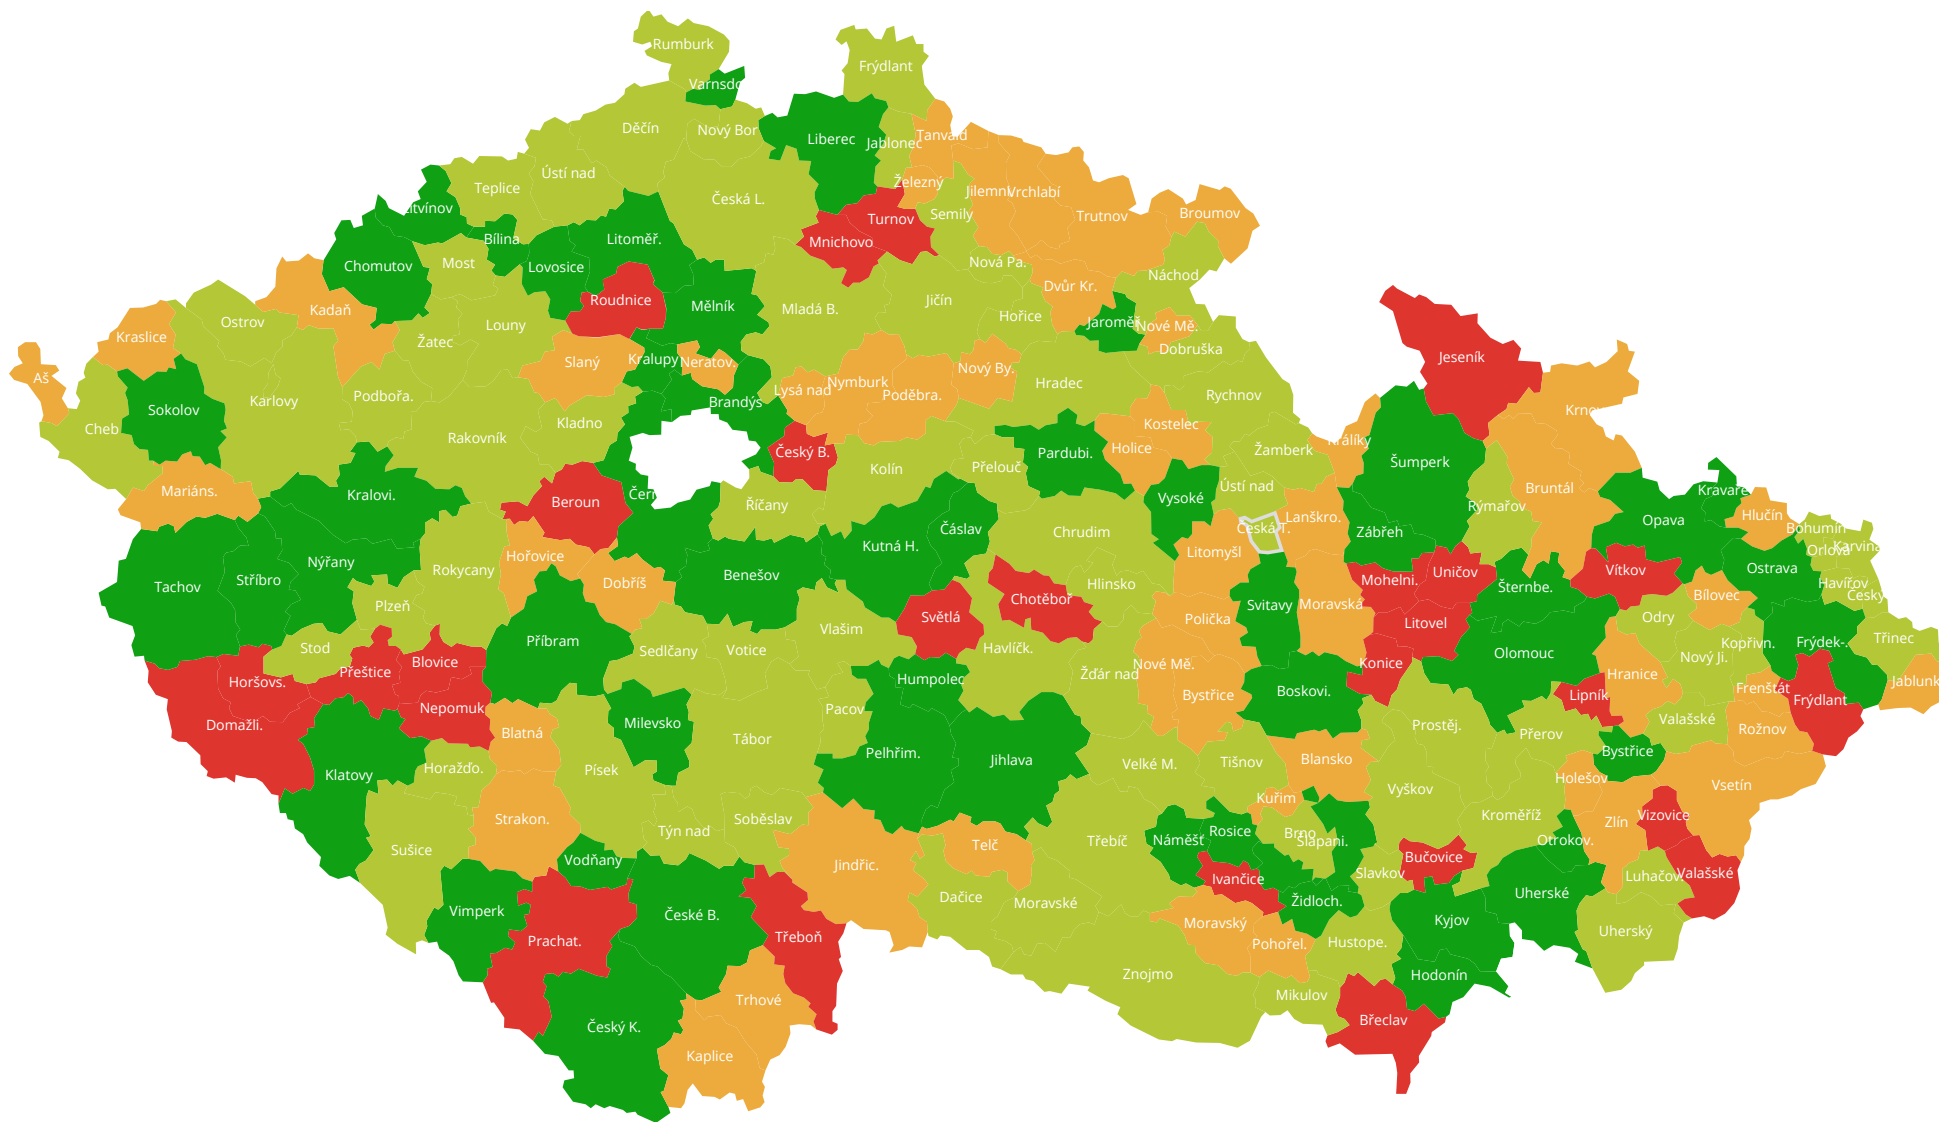 Rumburk
Frýdlant
Varnsdo
Děčín
Nový Bor
Liberec
Jablonec
Tanvald
Ústí nad
Teplice
Železný
Jilemni
Vrchlabí
Česká L.
Litvínov
Semily
Turnov
Trutnov
Broumov
Bílina
Litoměř.
Mnichovo
Chomutov
Most
Lovosice
Nová Pa.
Náchod
Dvůr Kr.
Roudnice
Mělník
Mladá B.
Jičín
Kadaň
Ostrov
Louny
Hořice
Jaroměř
Nové Mě.
Kraslice
Žatec
Dobruška
Jeseník
Slaný
Kralupy
Neratov.
Nový By.
Aš
Lysá nad
Nymburk
Poděbra.
Hradec
Rychnov
Podbořa.
Karlovy
Brandýs
Sokolov
Krnov
Cheb
Rakovník
Kladno
Kostelec
Králíky
Český B.
Holice
Pardubi.
Žamberk
Šumperk
Kolín
Přelouč
Mariáns.
Kralovi.
Ústí nad
Bruntál
Kravaře
Beroun
Vysoké
Říčany
Rýmařov
Lanškro.
Hlučín
Opava
Čáslav
Chrudim
Česká T.
Zábřeh
Bohumín
Kutná H.
Litomyšl
Orlová
Karviná
Hořovice
Nýřany
Rokycany
Benešov
Vítkov
Uničov
Ostrava
Tachov
Stříbro
Dobříš
Hlinsko
Mohelni.
Šternbe.
Havířov
Český
Bílovec
Plzeň
Chotěboř
Svitavy
Moravská
Světlá
Polička
Litovel
Odry
Vlašim
Příbram
Třinec
Frýdek-.
Kopřivn.
Stod
Sedlčany
Votice
Havlíčk.
Olomouc
Nový Ji.
Blovice
Nové Mě.
Konice
Přeštice
Žďár nad
Hranice
Horšovs.
Humpolec
Jablunk
Frenštát
Bystřice
Boskovi.
Lipník
Frýdlant
Nepomuk
Pacov
Milevsko
Valašské
Domažli.
Prostěj.
Rožnov
Blatná
Přerov
Tábor
Pelhřim.
Bystřice
Jihlava
Blansko
Tišnov
Velké M.
Horažďo.
Písek
Klatovy
Holešov
Vsetín
Vyškov
Kuřim
Kroměříž
Vizovice
Strakon.
Soběslav
Zlín
Týn nad
Rosice
Brno
Náměšť
Třebíč
Šlapani.
Otrokov.
Telč
Sušice
Bučovice
Vodňany
Jindřic.
Slavkov
Valašské
Luhačov.
Ivančice
Uherské
Dačice
Moravské
Židloch.
Vimperk
České B.
Kyjov
Moravský
Uherský
Třeboň
Prachat.
Hustope.
Pohořel.
Znojmo
Hodonín
Mikulov
Trhové
Břeclav
Český K.
Kaplice